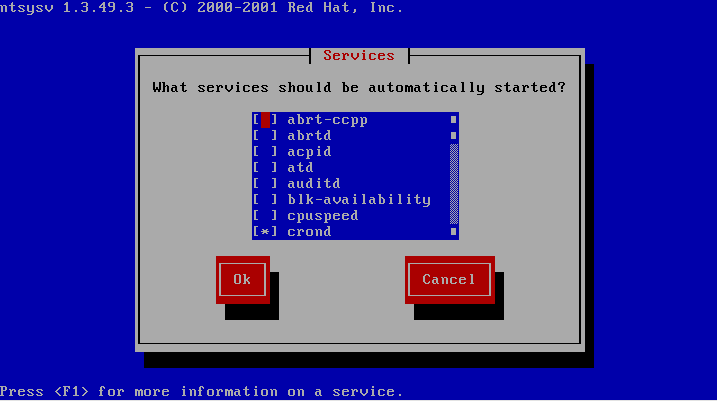 ntsysv 1.3.49.3 - (C) 2000-2001 Red Hat, Inc.
Services
What services should be automatically started?
[ ] abrt-ccpp
[ ] abrtd
[ ] acpid
[ ] atd
[ ] auditd
[ ] blk-availability
[ ] cpuspeed
[*] crond
Ok Cancel
Press <F1> for more information on a service.